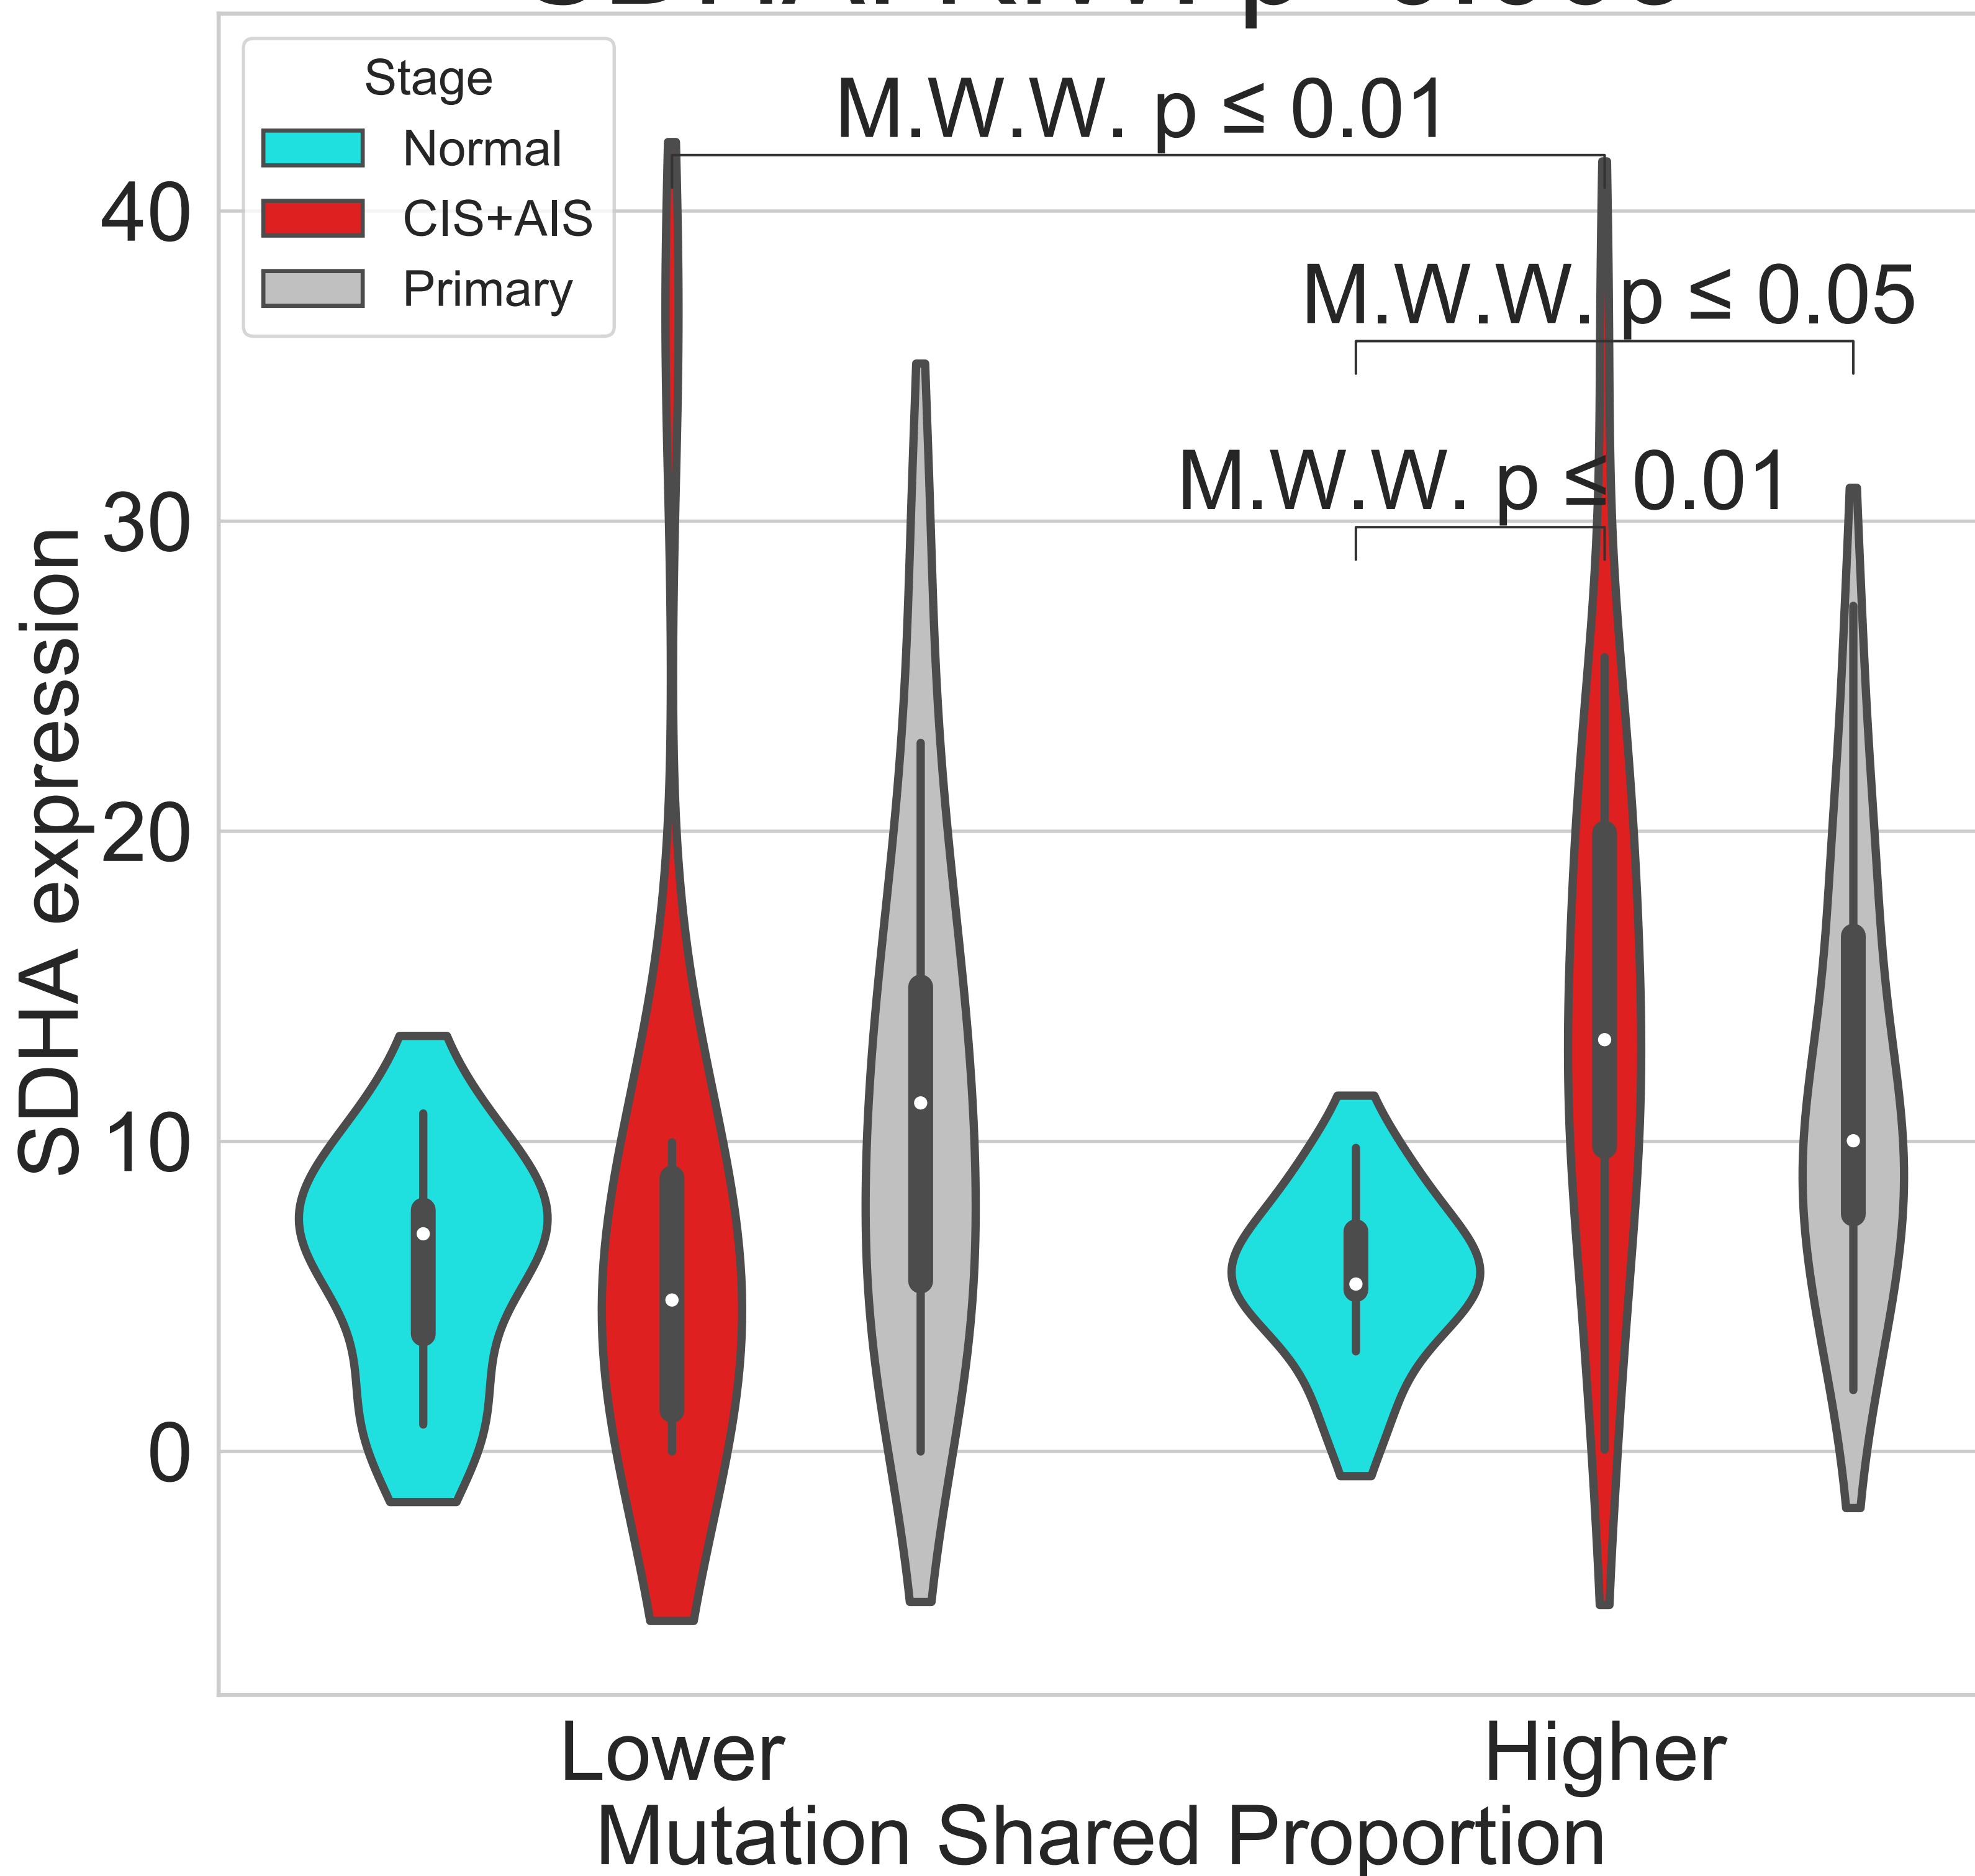 Stage
Normal
CIS+AIS
Primary
M.W.W. p ≤ 0.01
M.W.W. p ≤ 0.05
M.W.W. p ≤ 0.01
40
30
20
10
0
SDHA expression
Lower
Higher
Mutation Shared Proportion